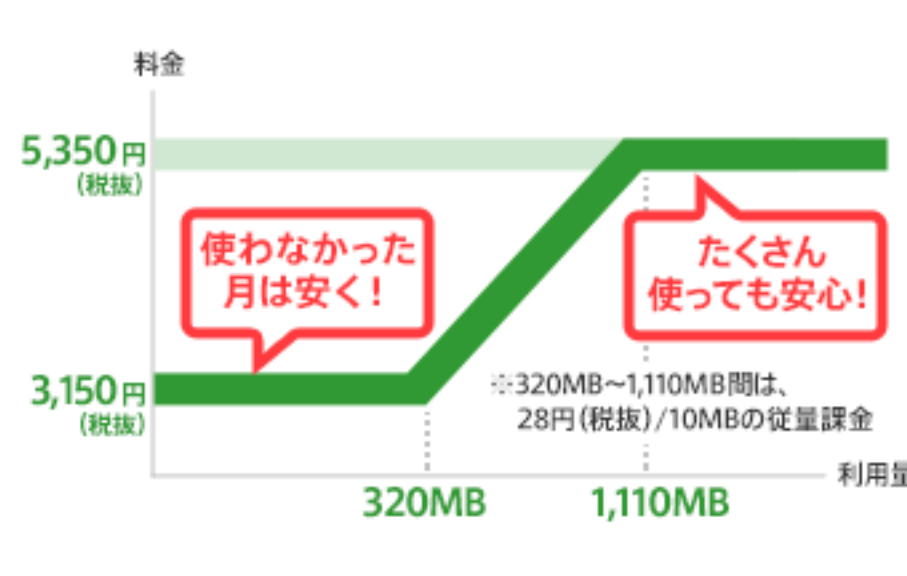 料金
5,350円
(税抜)
使わなかった
月は安く!
たくさん
使っても安心!
3,150円
(税抜)
※320MB~1,110MB間は、
28円(税抜)/10MBの従量課金
利用量
320MB
1,110MB